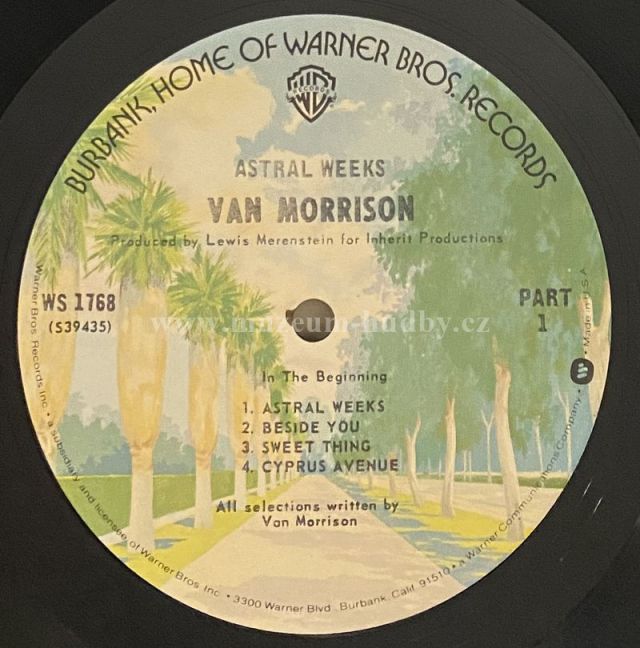 BURBANK, HOME OF WARNER BROS. RECORDS
WB
RECORDS
ASTRAL WEEKS
VAN MORRISON
Produced by Lewis Merenstein for Inherit Productions
WS 1768
(S39435)
PART
1
www.muzeum-hudby.cz
In The Beginning
1. ASTRAL WEEKS
2. BESIDE YOU
3. SWEET THING
4. CYPRUS AVENUE
All selections written by
Van Morrison
Warner Bros. Records Inc. • a subsidiary and licensee of Warner Bros. Inc. • 3300 Warner Blvd., Burbank, Calif. 91510 • a Warner Communications Company. • Made in U.S.A.